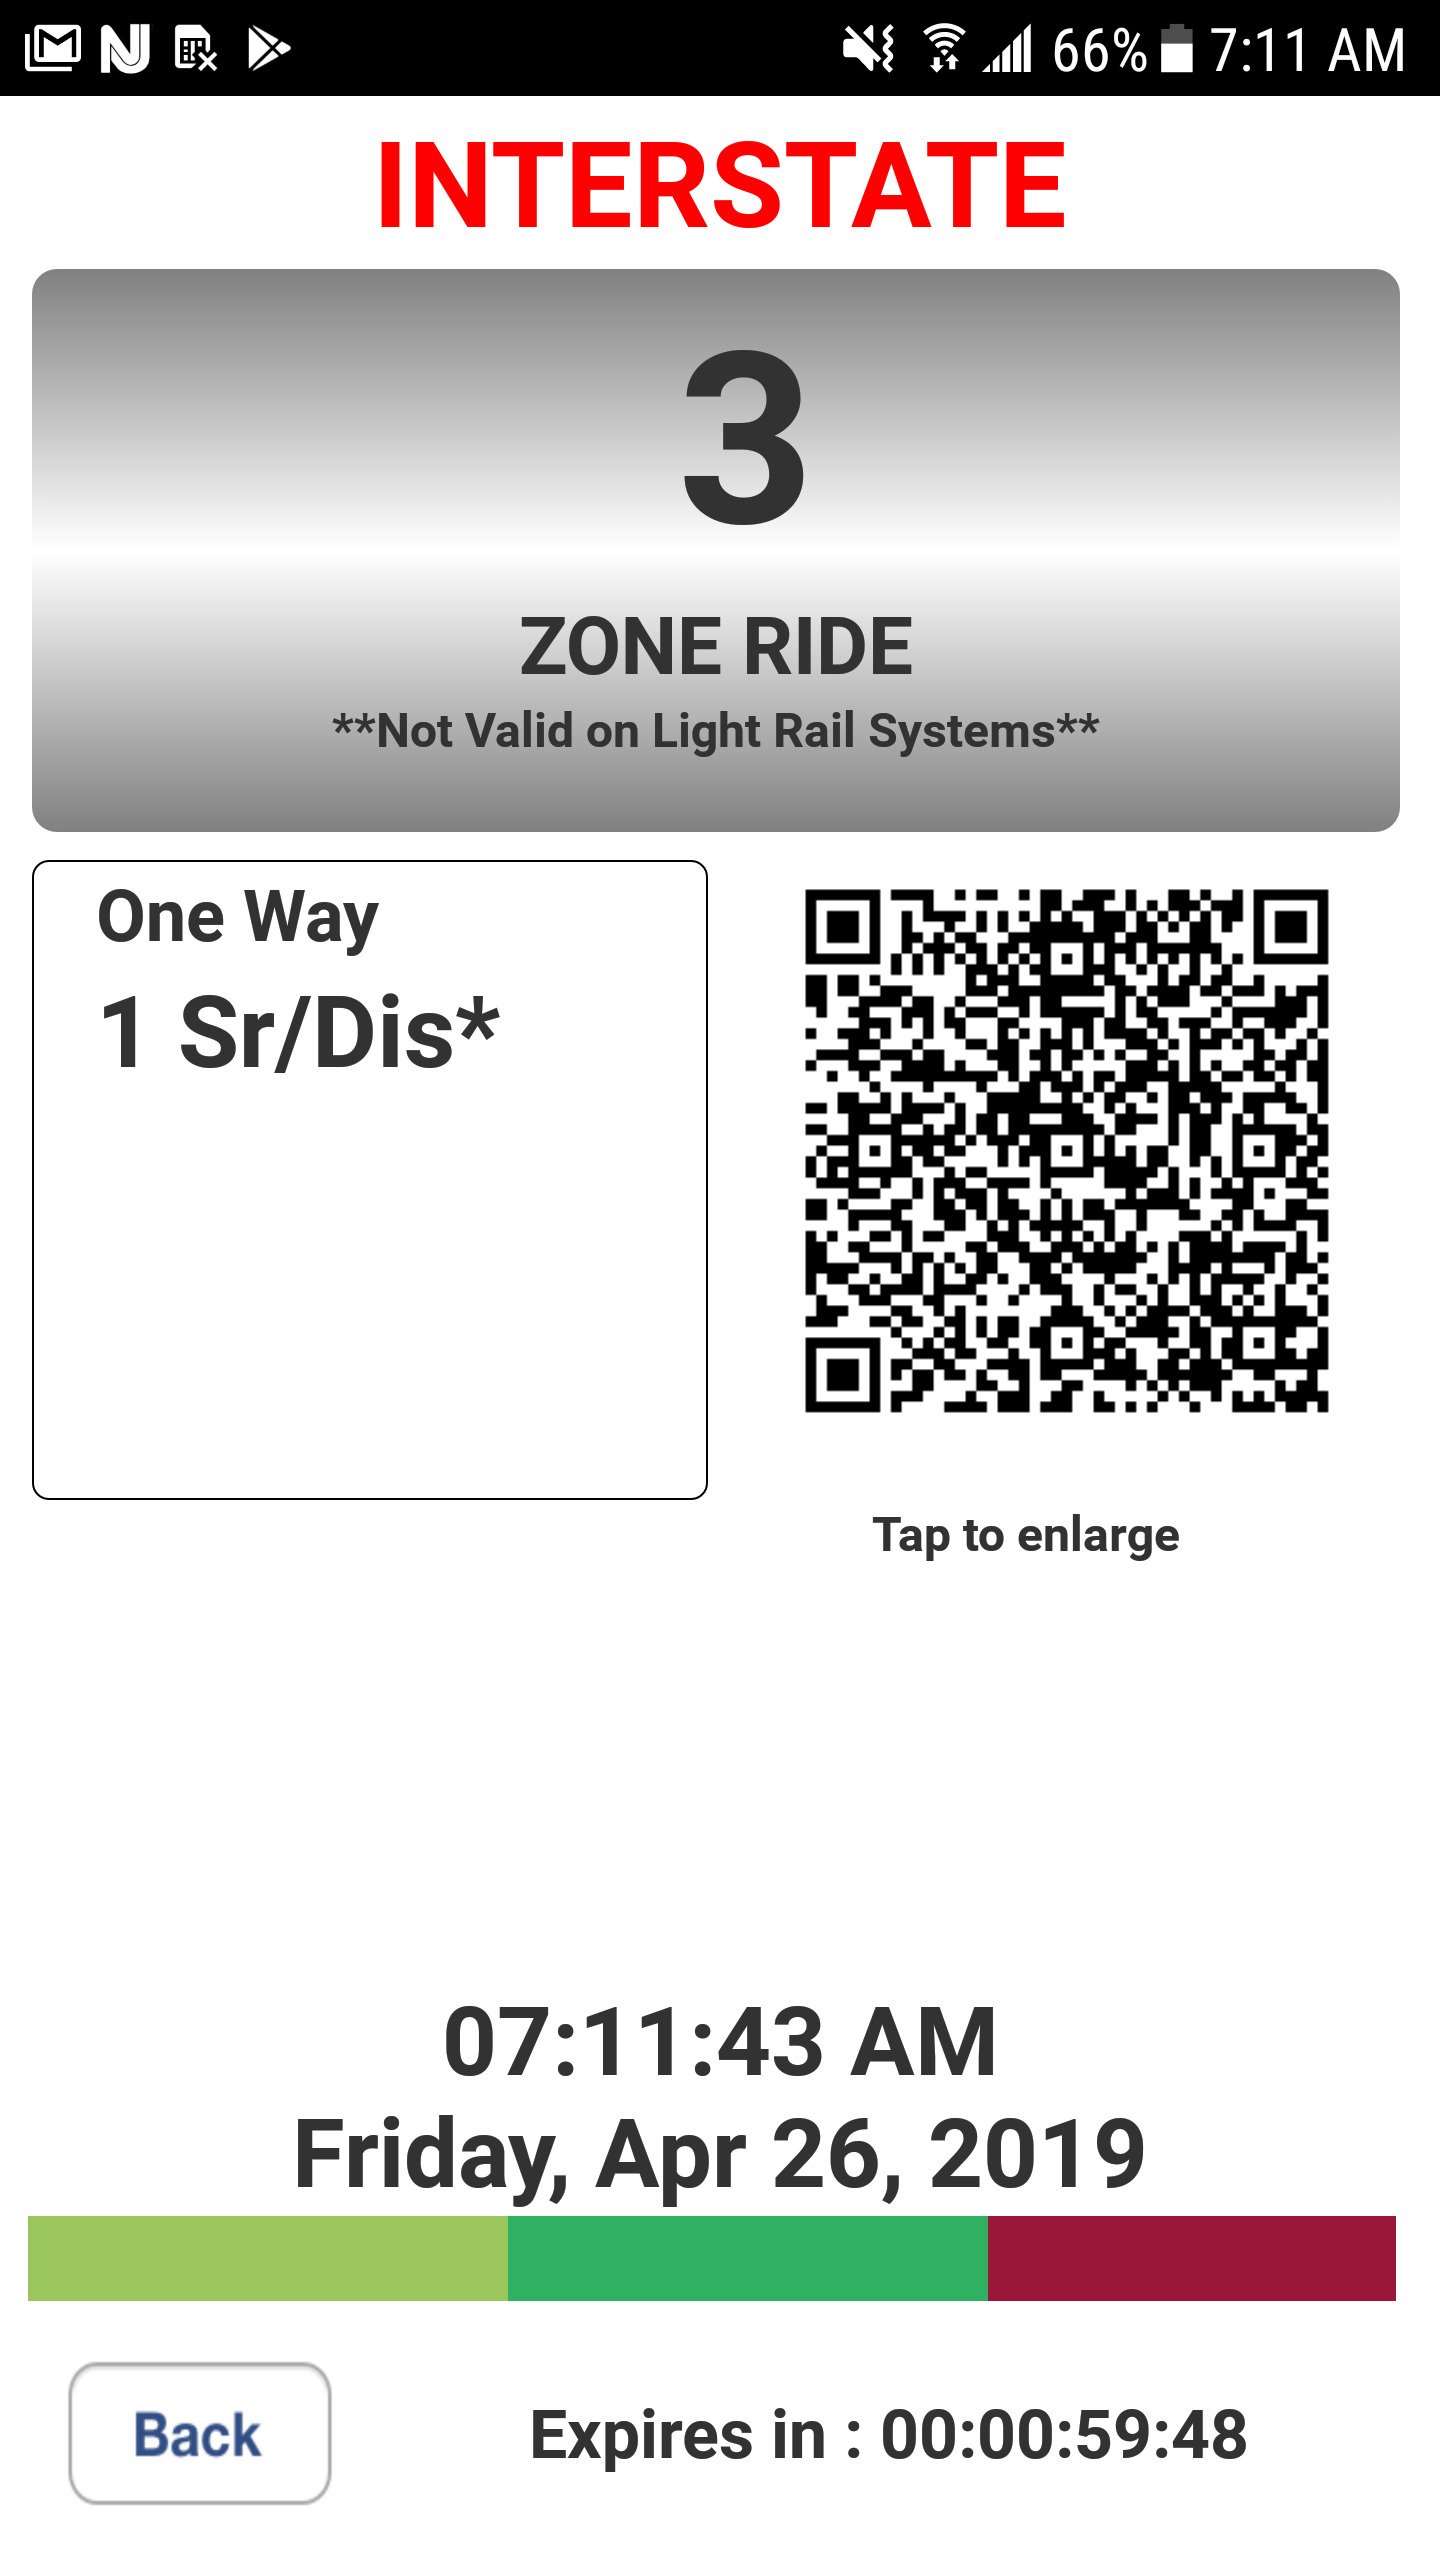 66% 7:11 AM
INTERSTATE
3
ZONE RIDE
**Not Valid on Light Rail Systems**
One Way
1 Sr/Dis*
Tap to enlarge
07:11:43 AM
Friday, Apr 26, 2019
Back
Expires in : 00:00:59:48